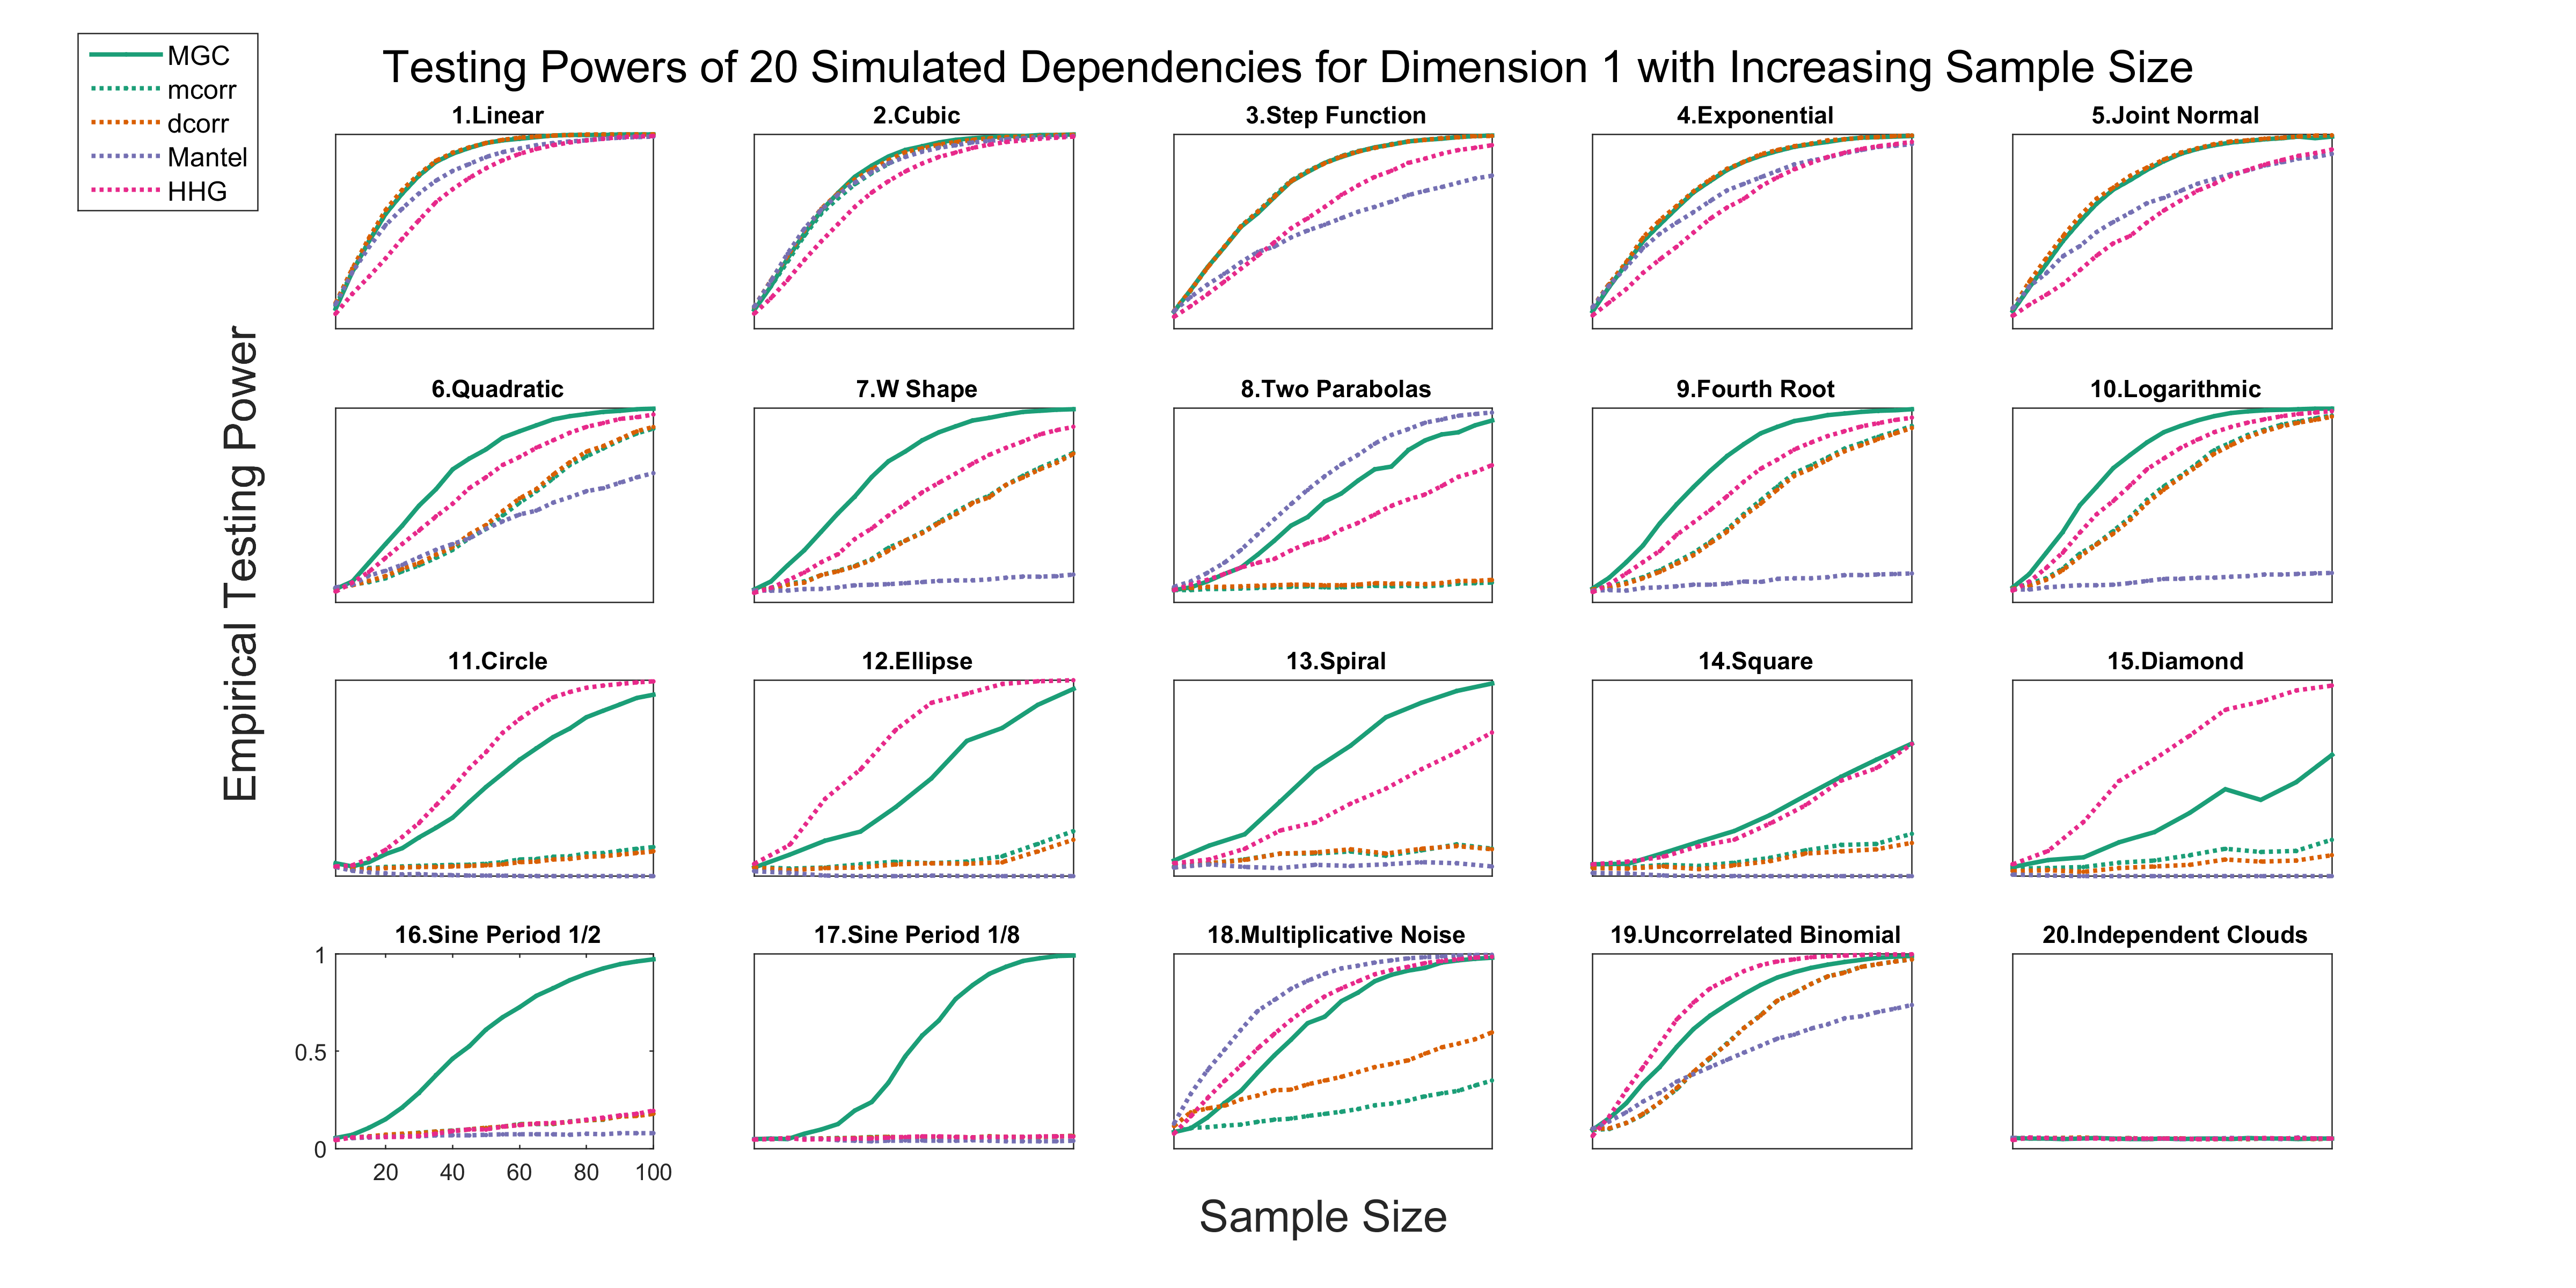 MGC
mcorr
dcorr
Mantel
HHG
Testing Powers of 20 Simulated Dependencies for Dimension 1 with Increasing Sample Size
1.Linear
2.Cubic
3.Step Function
4.Exponential
5.Joint Normal
6.Quadratic
7.W Shape
8.Two Parabolas
9.Fourth Root
10.Logarithmic
Empirical Testing Power
11.Circle
12.Ellipse
13.Spiral
14.Square
15.Diamond
16.Sine Period 1/2
17.Sine Period 1/8
18.Multiplicative Noise
19.Uncorrelated Binomial
20.Independent Clouds
1
0.5
0
20 40 60 80 100
Sample Size